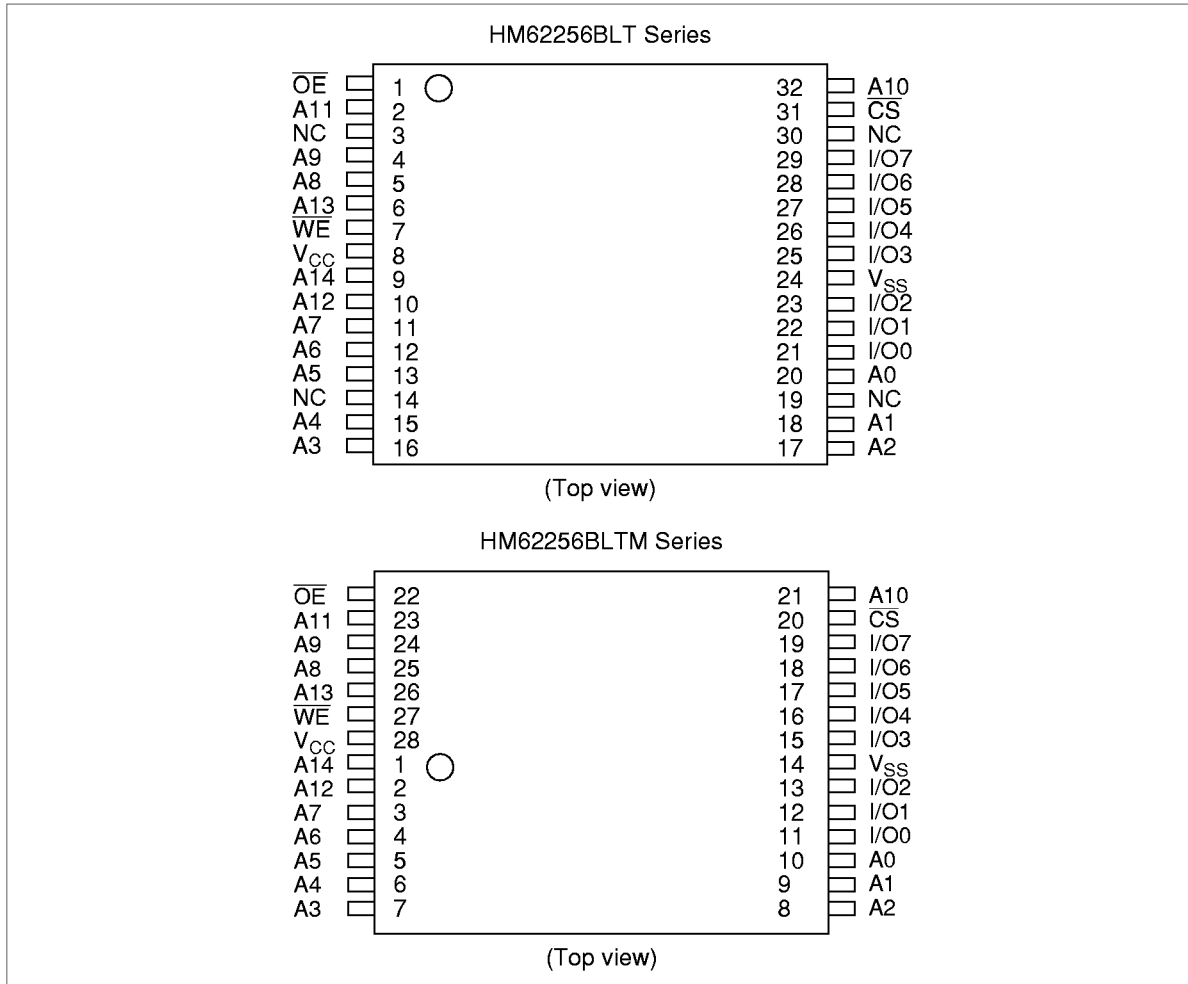 HM62256BLT Series
OE 1 32 A10
A11 2 31 CS
NC 3 30 NC
A9 4 29 I/O7
A8 5 28 I/O6
A13 6 27 I/O5
WE 7 26 I/O4
VCC 8 25 I/O3
A14 9 24 VSS
A12 10 23 I/O2
A7 11 22 I/O1
A6 12 21 I/O0
A5 13 20 A0
NC 14 19 NC
A4 15 18 A1
A3 16 17 A2
(Top view)
HM62256BLTM Series
OE 22 21 A10
A11 23 20 CS
A9 24 19 I/O7
A8 25 18 I/O6
A13 26 17 I/O5
WE 27 16 I/O4
VCC 28 15 I/O3
A14 1 14 VSS
A12 2 13 I/O2
A7 3 12 I/O1
A6 4 11 I/O0
A5 5 10 A0
A4 6 9 A1
A3 7 8 A2
(Top view)